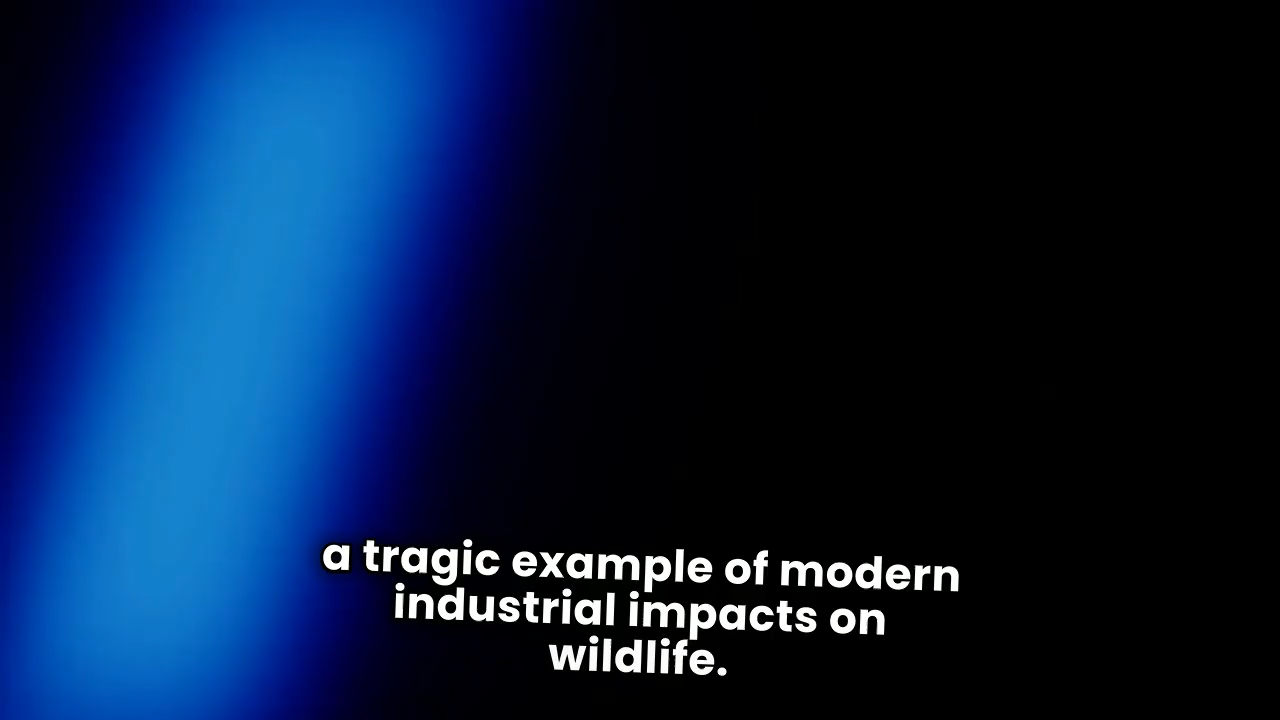 a tragic example of modern
industrial impacts on
wildlife.